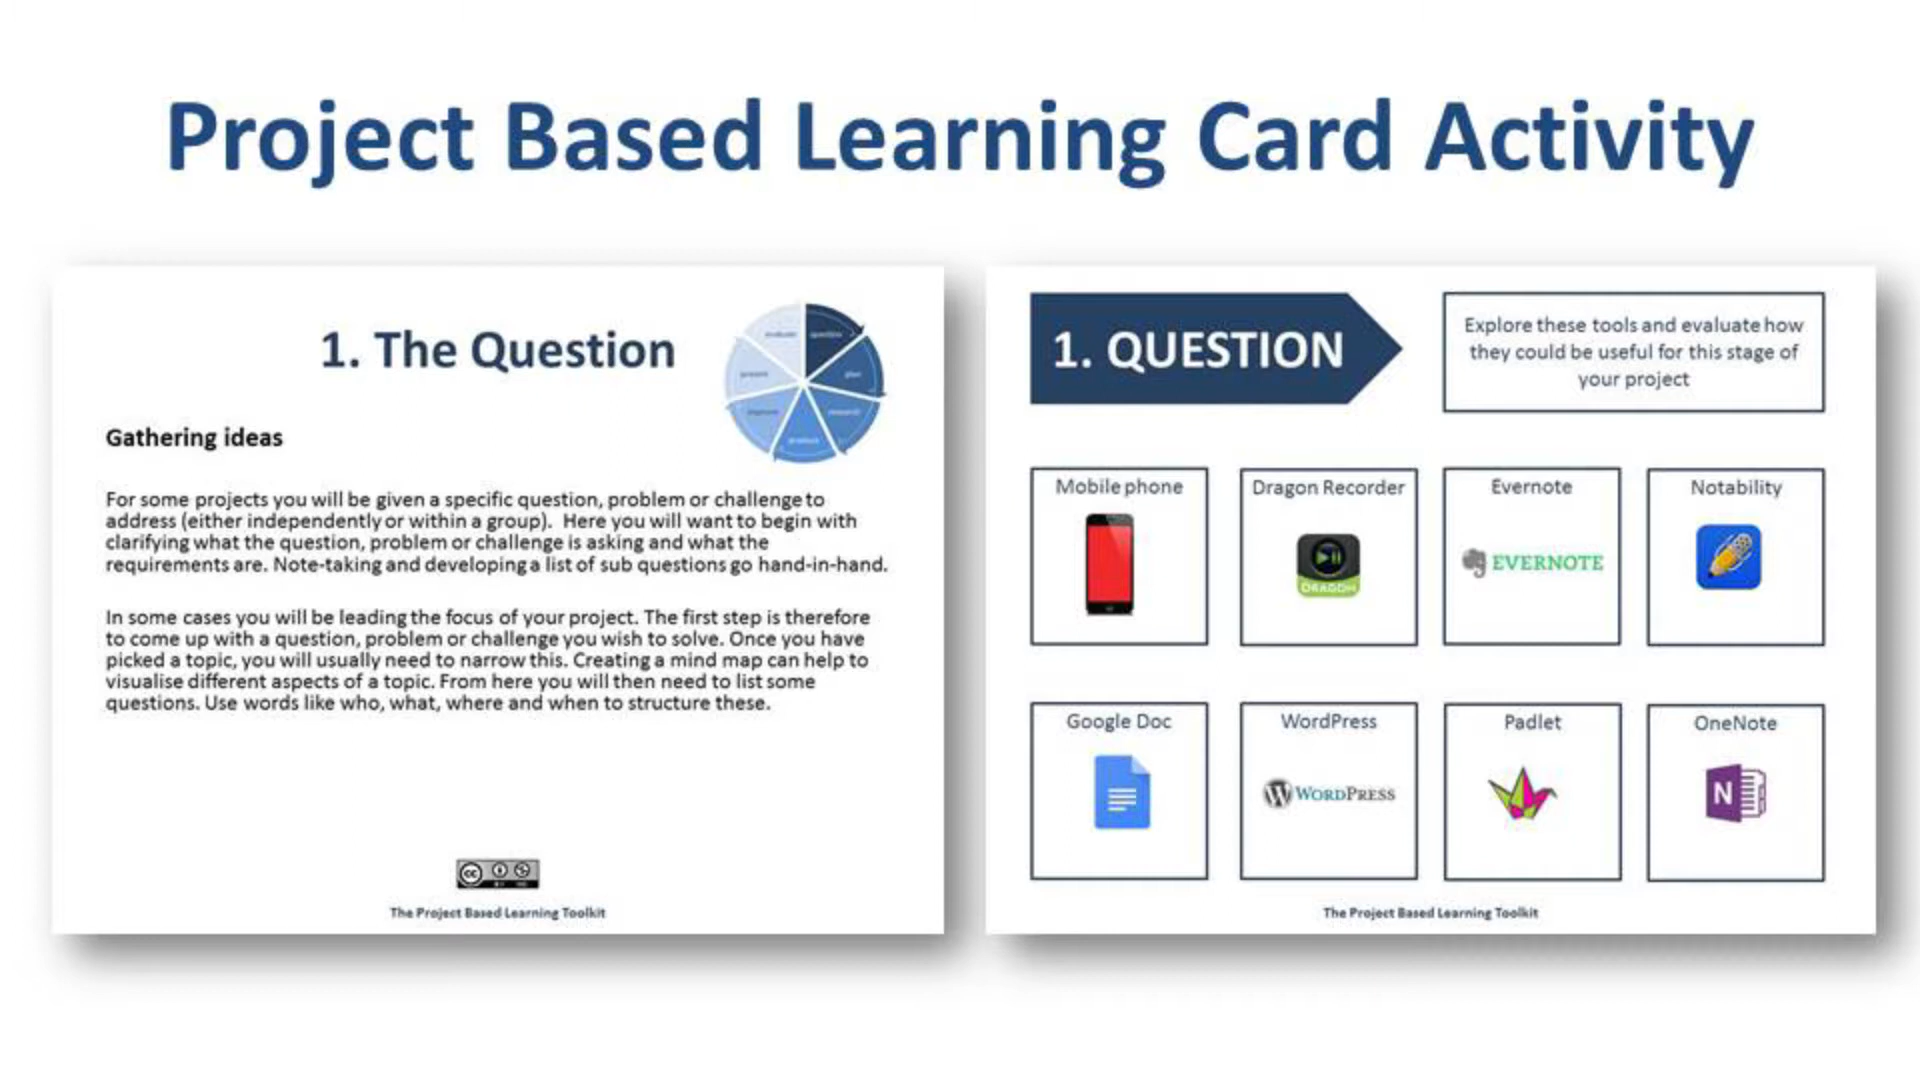 Project Based Learning Card Activity
1. The Question
evaluate
question
present
plan
improve
research
product
Gathering ideas
For some projects you will be given a specific question, problem or challenge to
address (either independently or within a group).  Here you will want to begin with
clarifying what the question, problem or challenge is asking and what the
requirements are. Note-taking and developing a list of sub questions go hand-in-hand.
In some cases you will be leading the focus of your project. The first step is therefore
to come up with a question, problem or challenge you wish to solve. Once you have
picked a topic, you will usually need to narrow this. Creating a mind map can help to
visualise different aspects of a topic. From here you will then need to list some
questions. Use words like who, what, where and when to structure these.
cc
The Project Based Learning Toolkit
1. QUESTION
Explore these tools and evaluate how
they could be useful for this stage of
your project
Mobile phone
Dragon Recorder
DRAGON
Evernote
EVERNOTE
Notability
Google Doc
WordPress
WORDPRESS
Padlet
OneNote
N
The Project Based Learning Toolkit